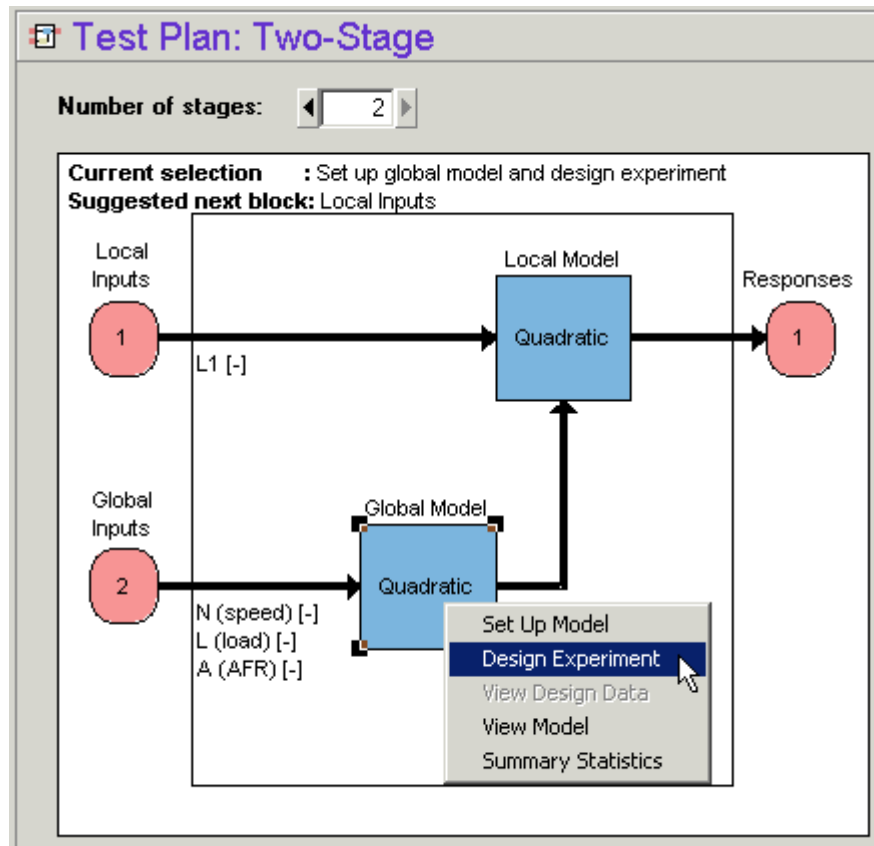 Test Plan: Two-Stage
Number of stages: 2
Current selection : Set up global model and design experiment
Suggested next block: Local Inputs
Local
Inputs
1
L1 [-]
Local Model
Quadratic
Responses
1
Global
Inputs
2
N (speed) [-]
L (load) [-]
A (AFR) [-]
Global Model
Quadratic
Set Up Model
Design Experiment
View Design Data
View Model
Summary Statistics